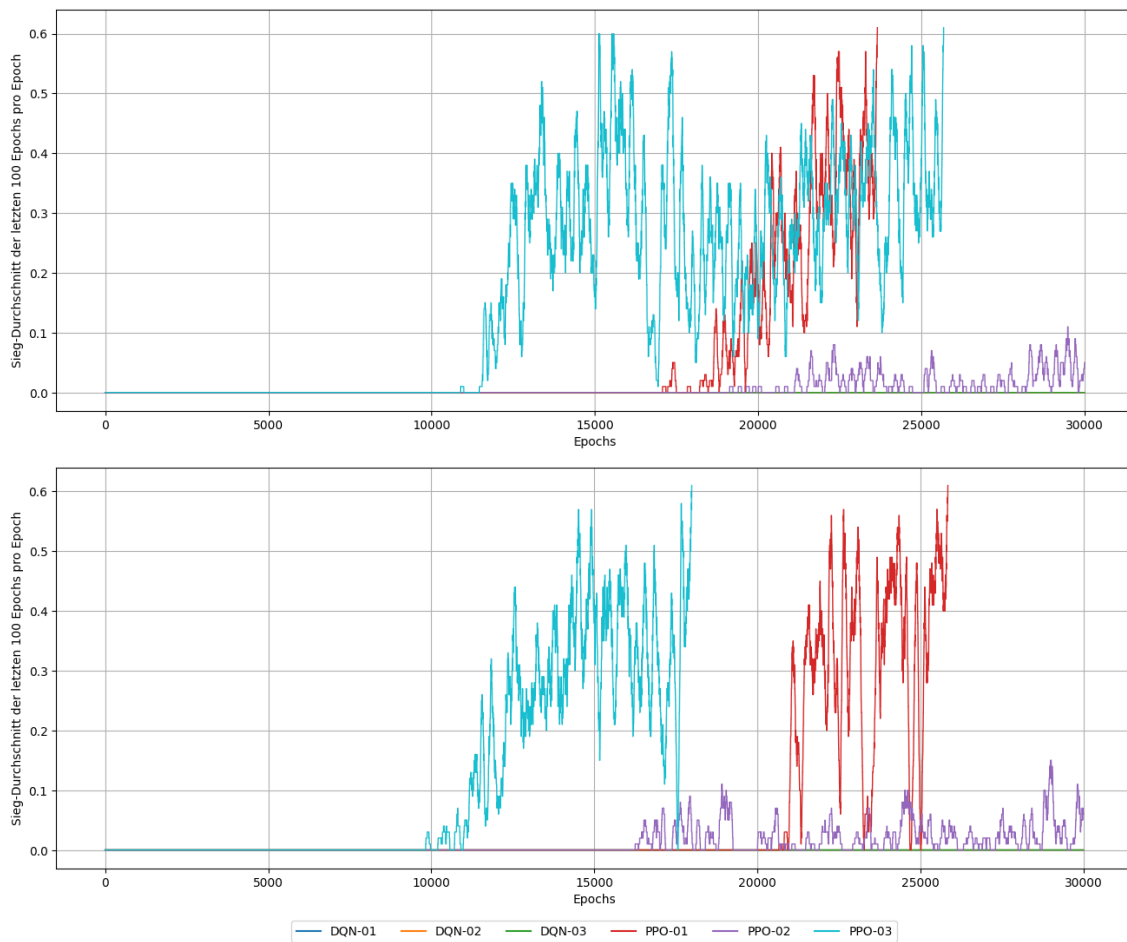 Sieg-Durchschnitt der letzten 100 Epochs pro Epoch
0.6
0.5
0.4
0.3
0.2
0.1
0.0
0 5000 10000 15000 20000 25000 30000
Epochs
Sieg-Durchschnitt der letzten 100 Epochs pro Epoch
0.6
0.5
0.4
0.3
0.2
0.1
0.0
0 5000 10000 15000 20000 25000 30000
Epochs
DQN-01 DQN-02 DQN-03 PPO-01 PPO-02 PPO-03